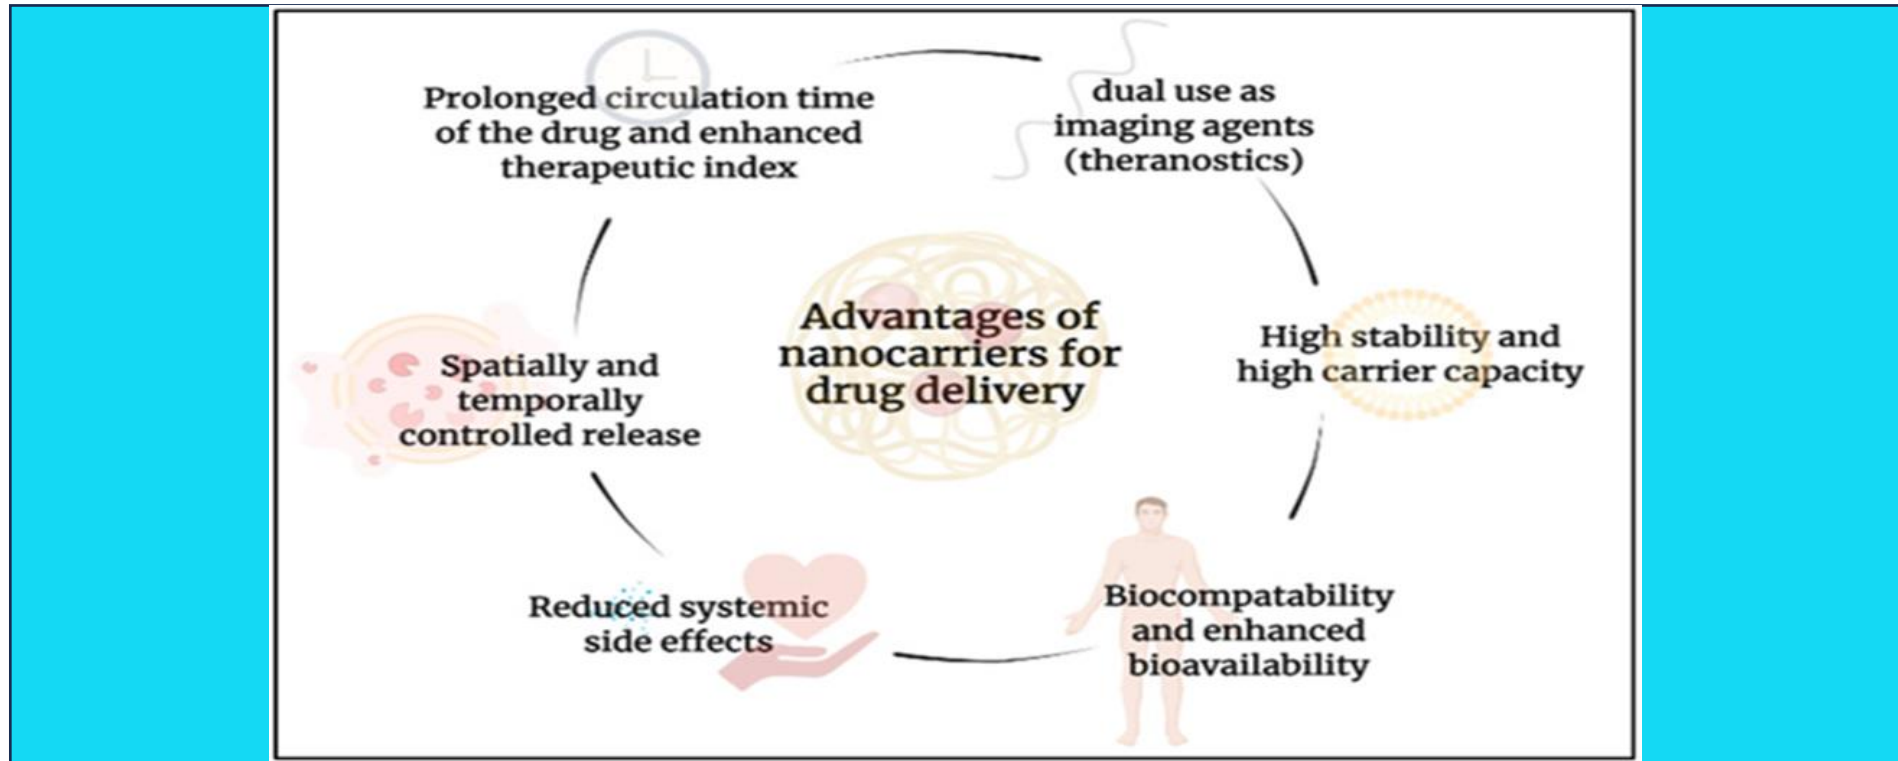 Prolonged circulation time
of the drug and enhanced
therapeutic index
dual use as
imaging agents
(theranostics)
Advantages of
nanocarriers for
drug delivery
High stability and
high carrier capacity
Spatially and
temporally
controlled release
Reduced systemic
side effects
Biocompatability
and enhanced
bioavailability